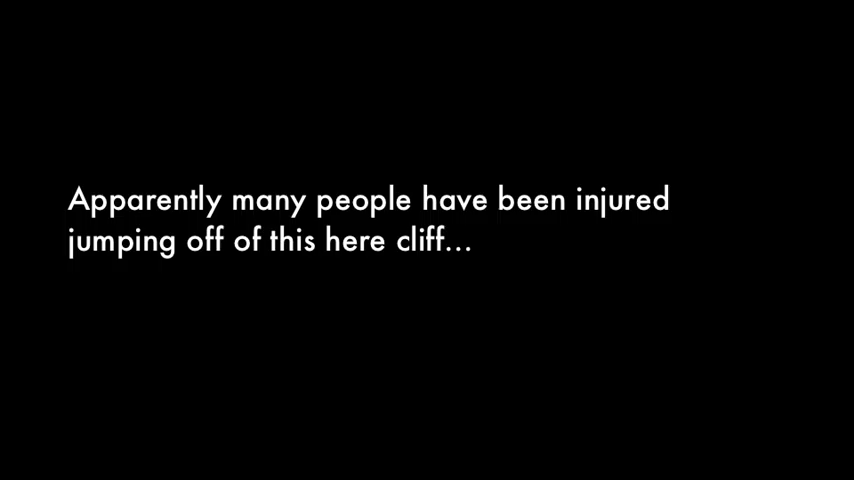 Apparently many people have been injured
jumping off of this here cliff...